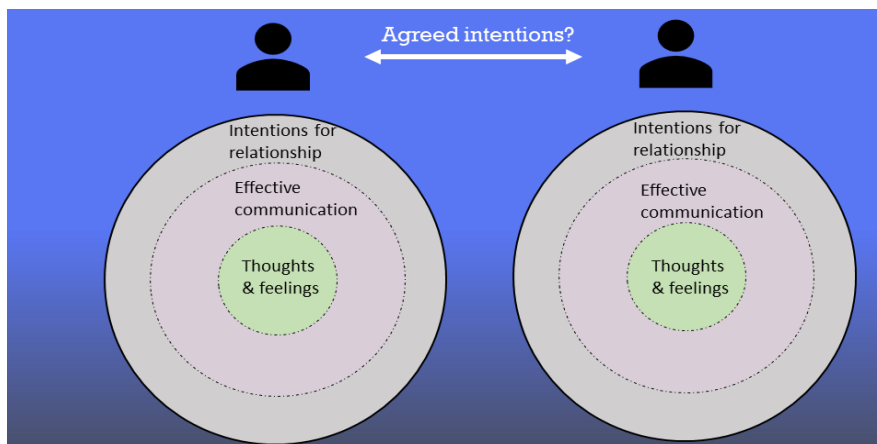 Agreed intentions?
Intentions for
relationship
Effective
communication
Thoughts
& feelings
Intentions for
relationship
Effective
communication
Thoughts
& feelings